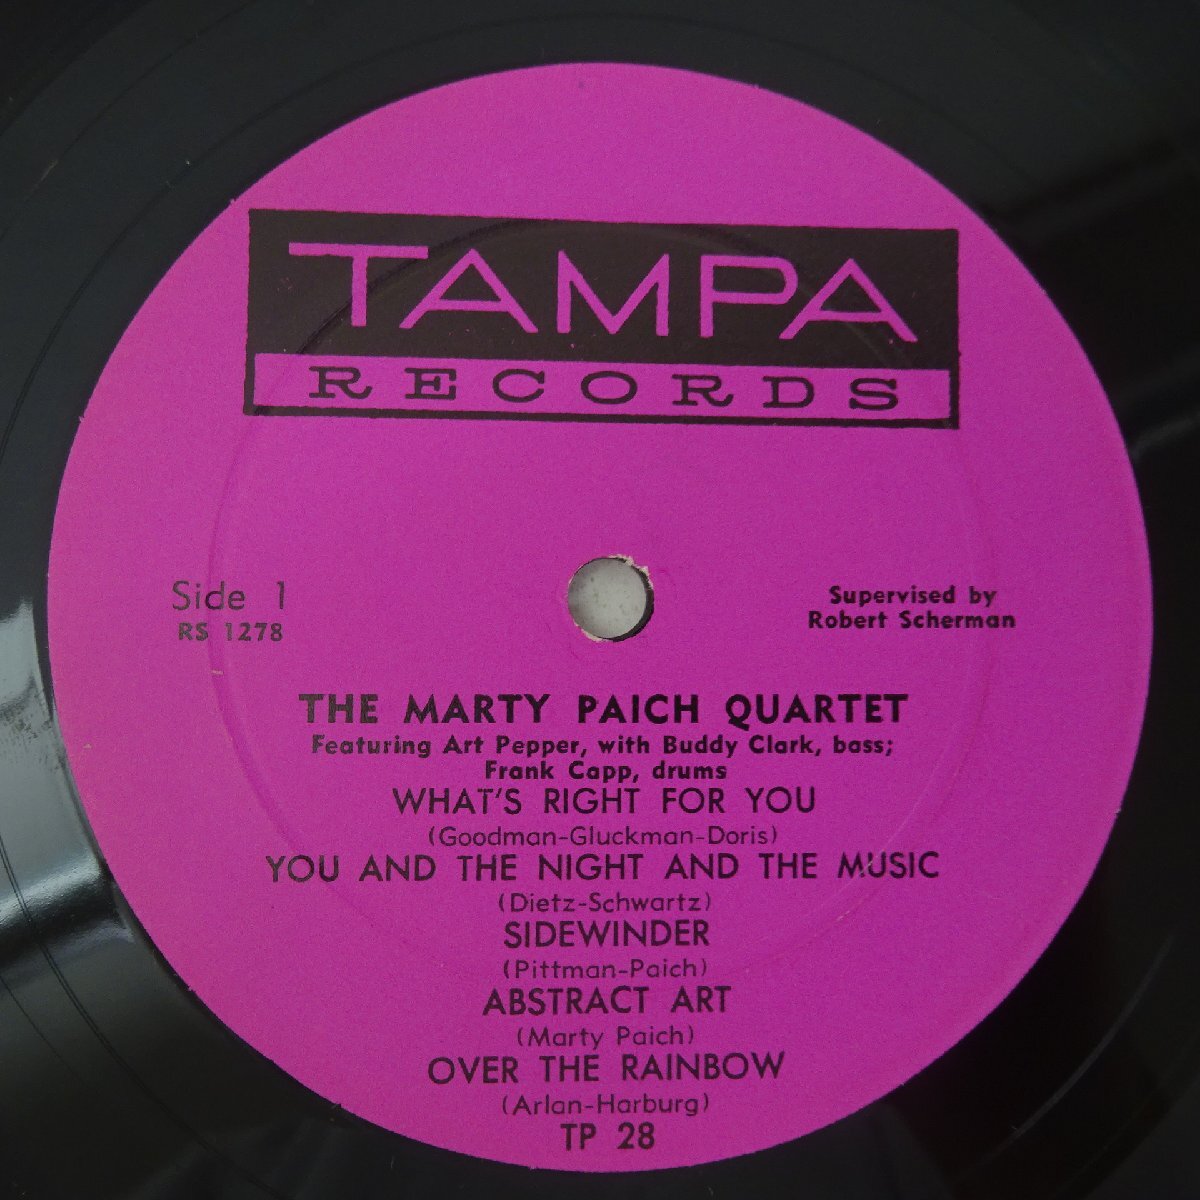 TAMPA
RECORDS
Side 1
RS 1278
Supervised by
Robert Scherman
THE MARTY PAICH QUARTET
Featuring Art Pepper, with Buddy Clark, bass;
Frank Capp, drums
WHAT'S RIGHT FOR YOU
(Goodman-Gluckman-Doris)
YOU AND THE NIGHT AND THE MUSIC
(Dietz-Schwartz)
SIDEWINDER
(Pittman-Paich)
ABSTRACT ART
(Marty Paich)
OVER THE RAINBOW
(Arlan-Harburg)
TP 28